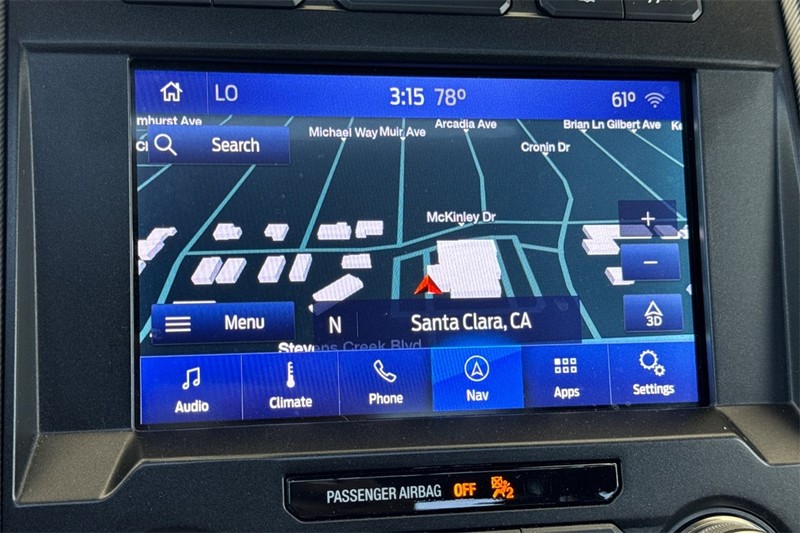 LO 3:15 78° 61°
mhurst Ave
Michael Way Muir Ave
Arcadia Ave
Brian Ln Gilbert Ave
Search
Cronin Dr
McKinley Dr
+
−
3D
Menu
N Santa Clara, CA
Stevens Creek Blvd
Audio Climate Phone Nav Apps Settings
PASSENGER AIRBAG OFF 2